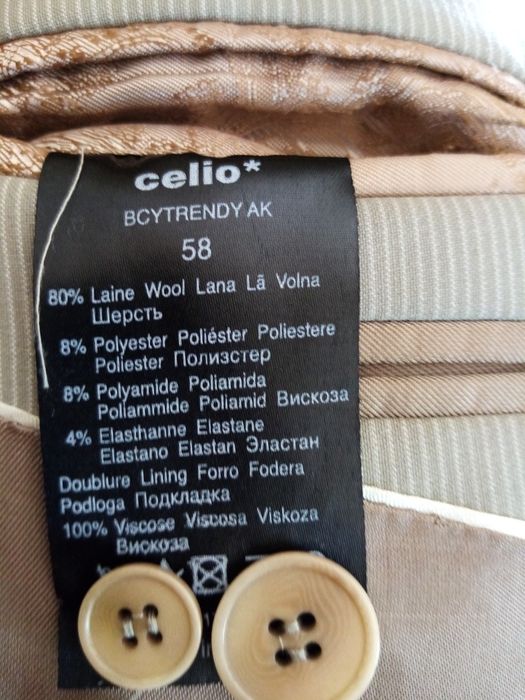 celio*
BCYTRENDY AK
58
80% Laine Wool Lana Lã Volna
Шерсть
8% Polyester Poliéster Poliestere
Poliester Полизстер
8% Polyamide Poliamida
Poliammide Poliamid Вискоза
4% Elasthanne Elastane
Elastano Elastan Эластан
Doublure Lining Forro Fodera
Podloga Подкладка
100% Viscose Viscosa Viskoza
Вискоза